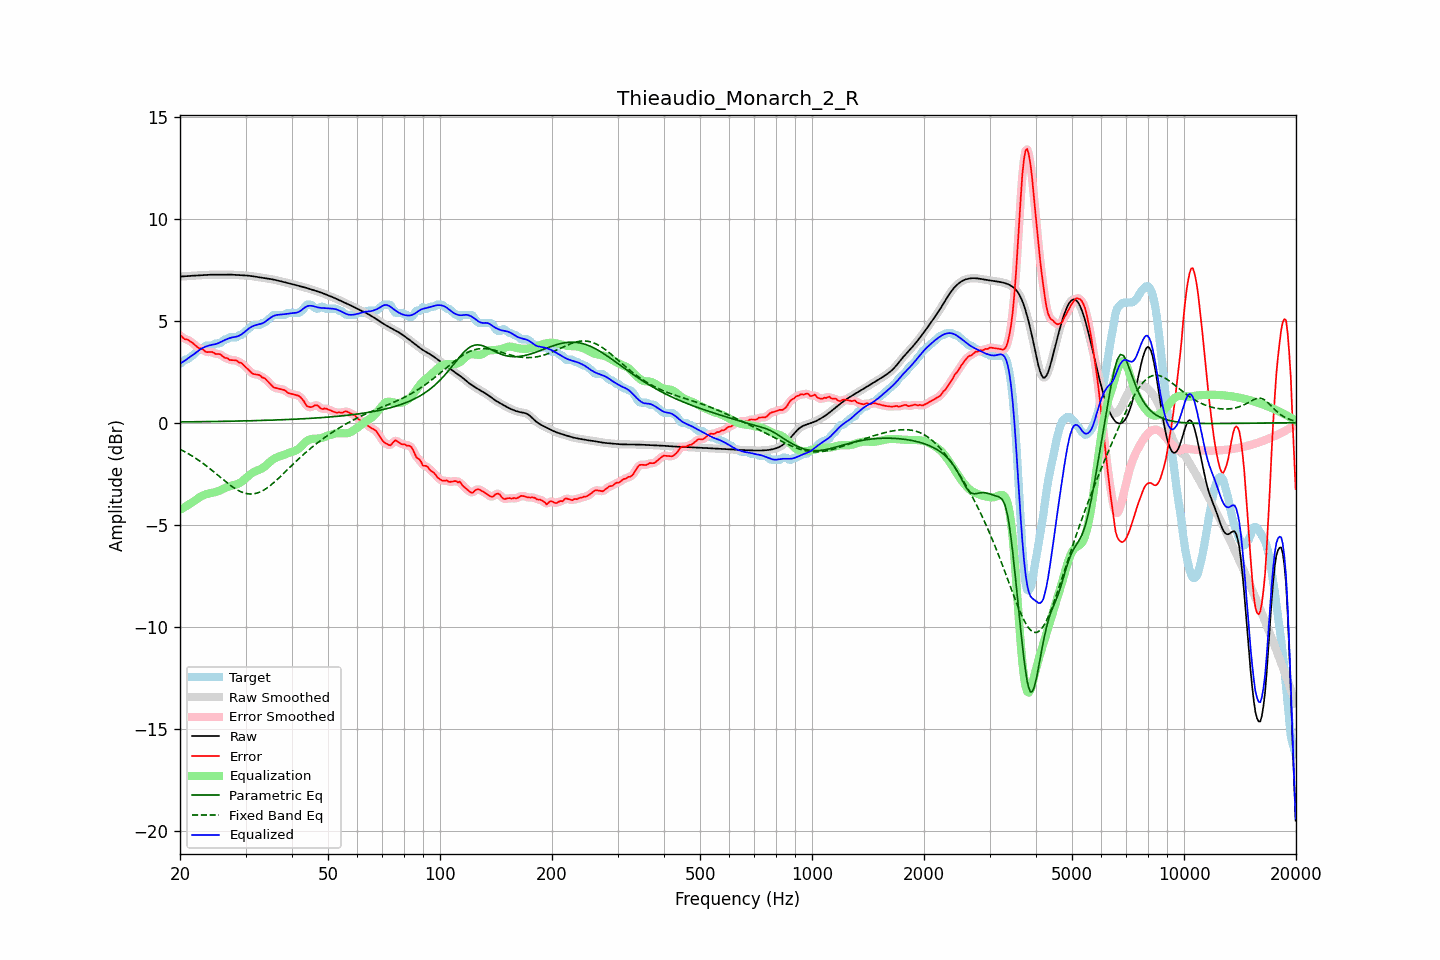 Thieaudio_Monarch_2_R
Amplitude (dBr)
15
10
5
0
−5
−10
−15
−20
Target
Raw Smoothed
Error Smoothed
Raw
Error
Equalization
Parametric Eq
Fixed Band Eq
Equalized
20
50
100
200
500
1000
2000
5000
10000
20000
Frequency (Hz)